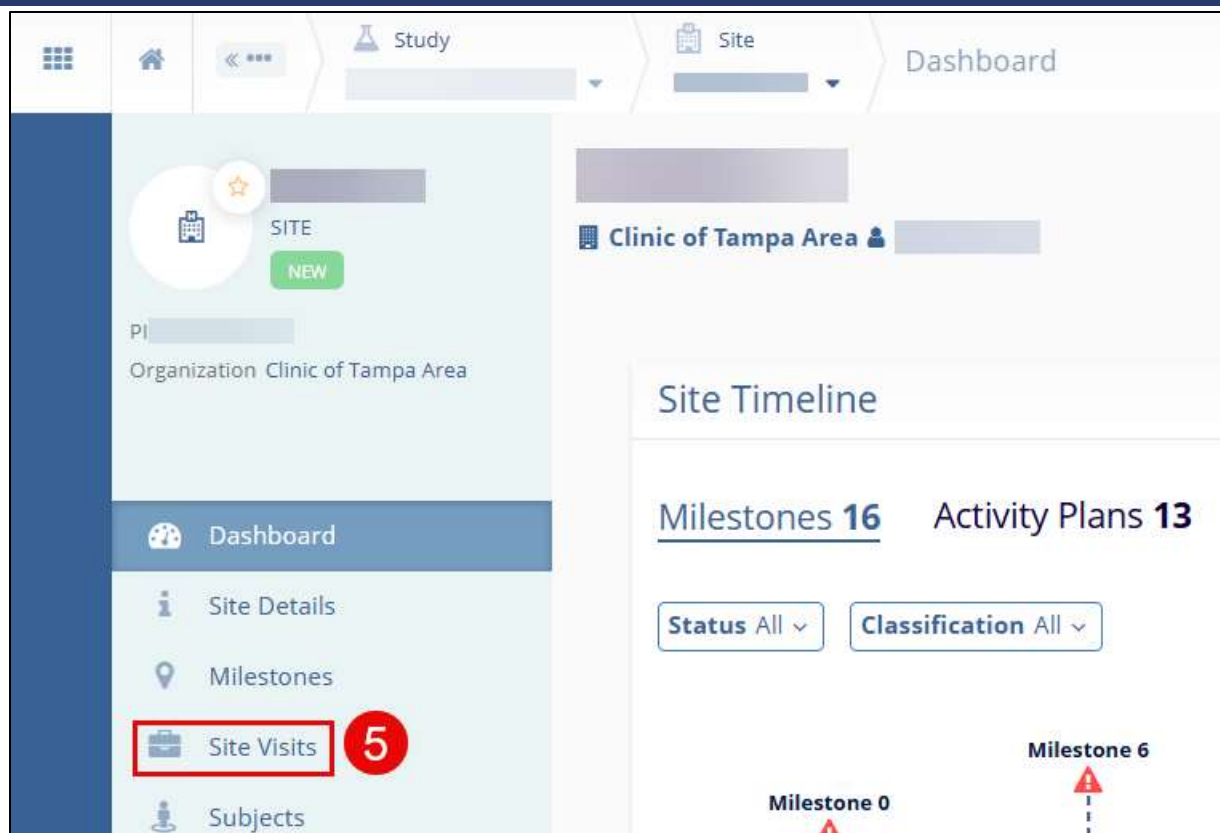 Study
Site
Dashboard
SITE
NEW
Clinic of Tampa Area
PI
Organization Clinic of Tampa Area
Site Timeline
Milestones 16 Activity Plans 13
Dashboard
Site Details
Status All Classification All
Milestones
Site Visits 5
Milestone 6
Milestone 0
Subjects